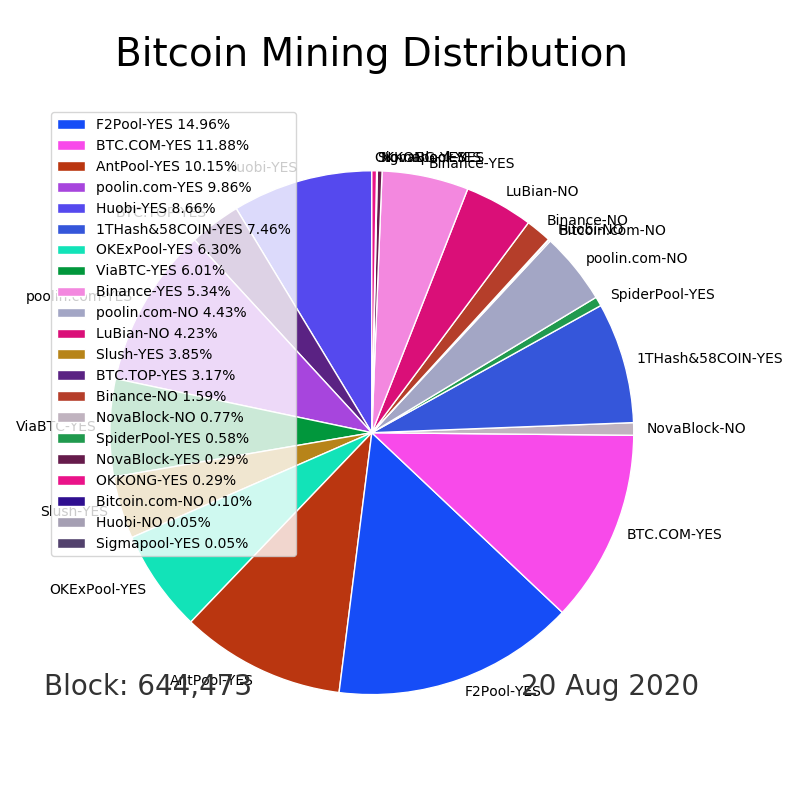 Bitcoin Mining Distribution
F2Pool-YES 14.96%
BTC.COM-YES 11.88%
AntPool-YES 10.15%
poolin.com-YES 9.86%
Huobi-YES 8.66%
1THash&58COIN-YES 7.46%
OKExPool-YES 6.30%
ViaBTC-YES 6.01%
Binance-YES 5.34%
poolin.com-NO 4.43%
LuBian-NO 4.23%
Slush-YES 3.85%
BTC.TOP-YES 3.17%
Binance-NO 1.59%
NovaBlock-NO 0.77%
SpiderPool-YES 0.58%
NovaBlock-YES 0.29%
OKKONG-YES 0.29%
Bitcoin.com-NO 0.10%
Huobi-NO 0.05%
Sigmapool-YES 0.05%
Binance-YES
LuBian-NO
Binance-NO
Bitcoin.com-NO
poolin.com-NO
SpiderPool-YES
1THash&58COIN-YES
NovaBlock-NO
BTC.COM-YES
F2Pool-YES
AntPool-YES
OKExPool-YES
Slush-YES
ViaBTC-YES
poolin.com-YES
BTC.TOP-YES
Huobi-YES
Block: 644,473
20 Aug 2020